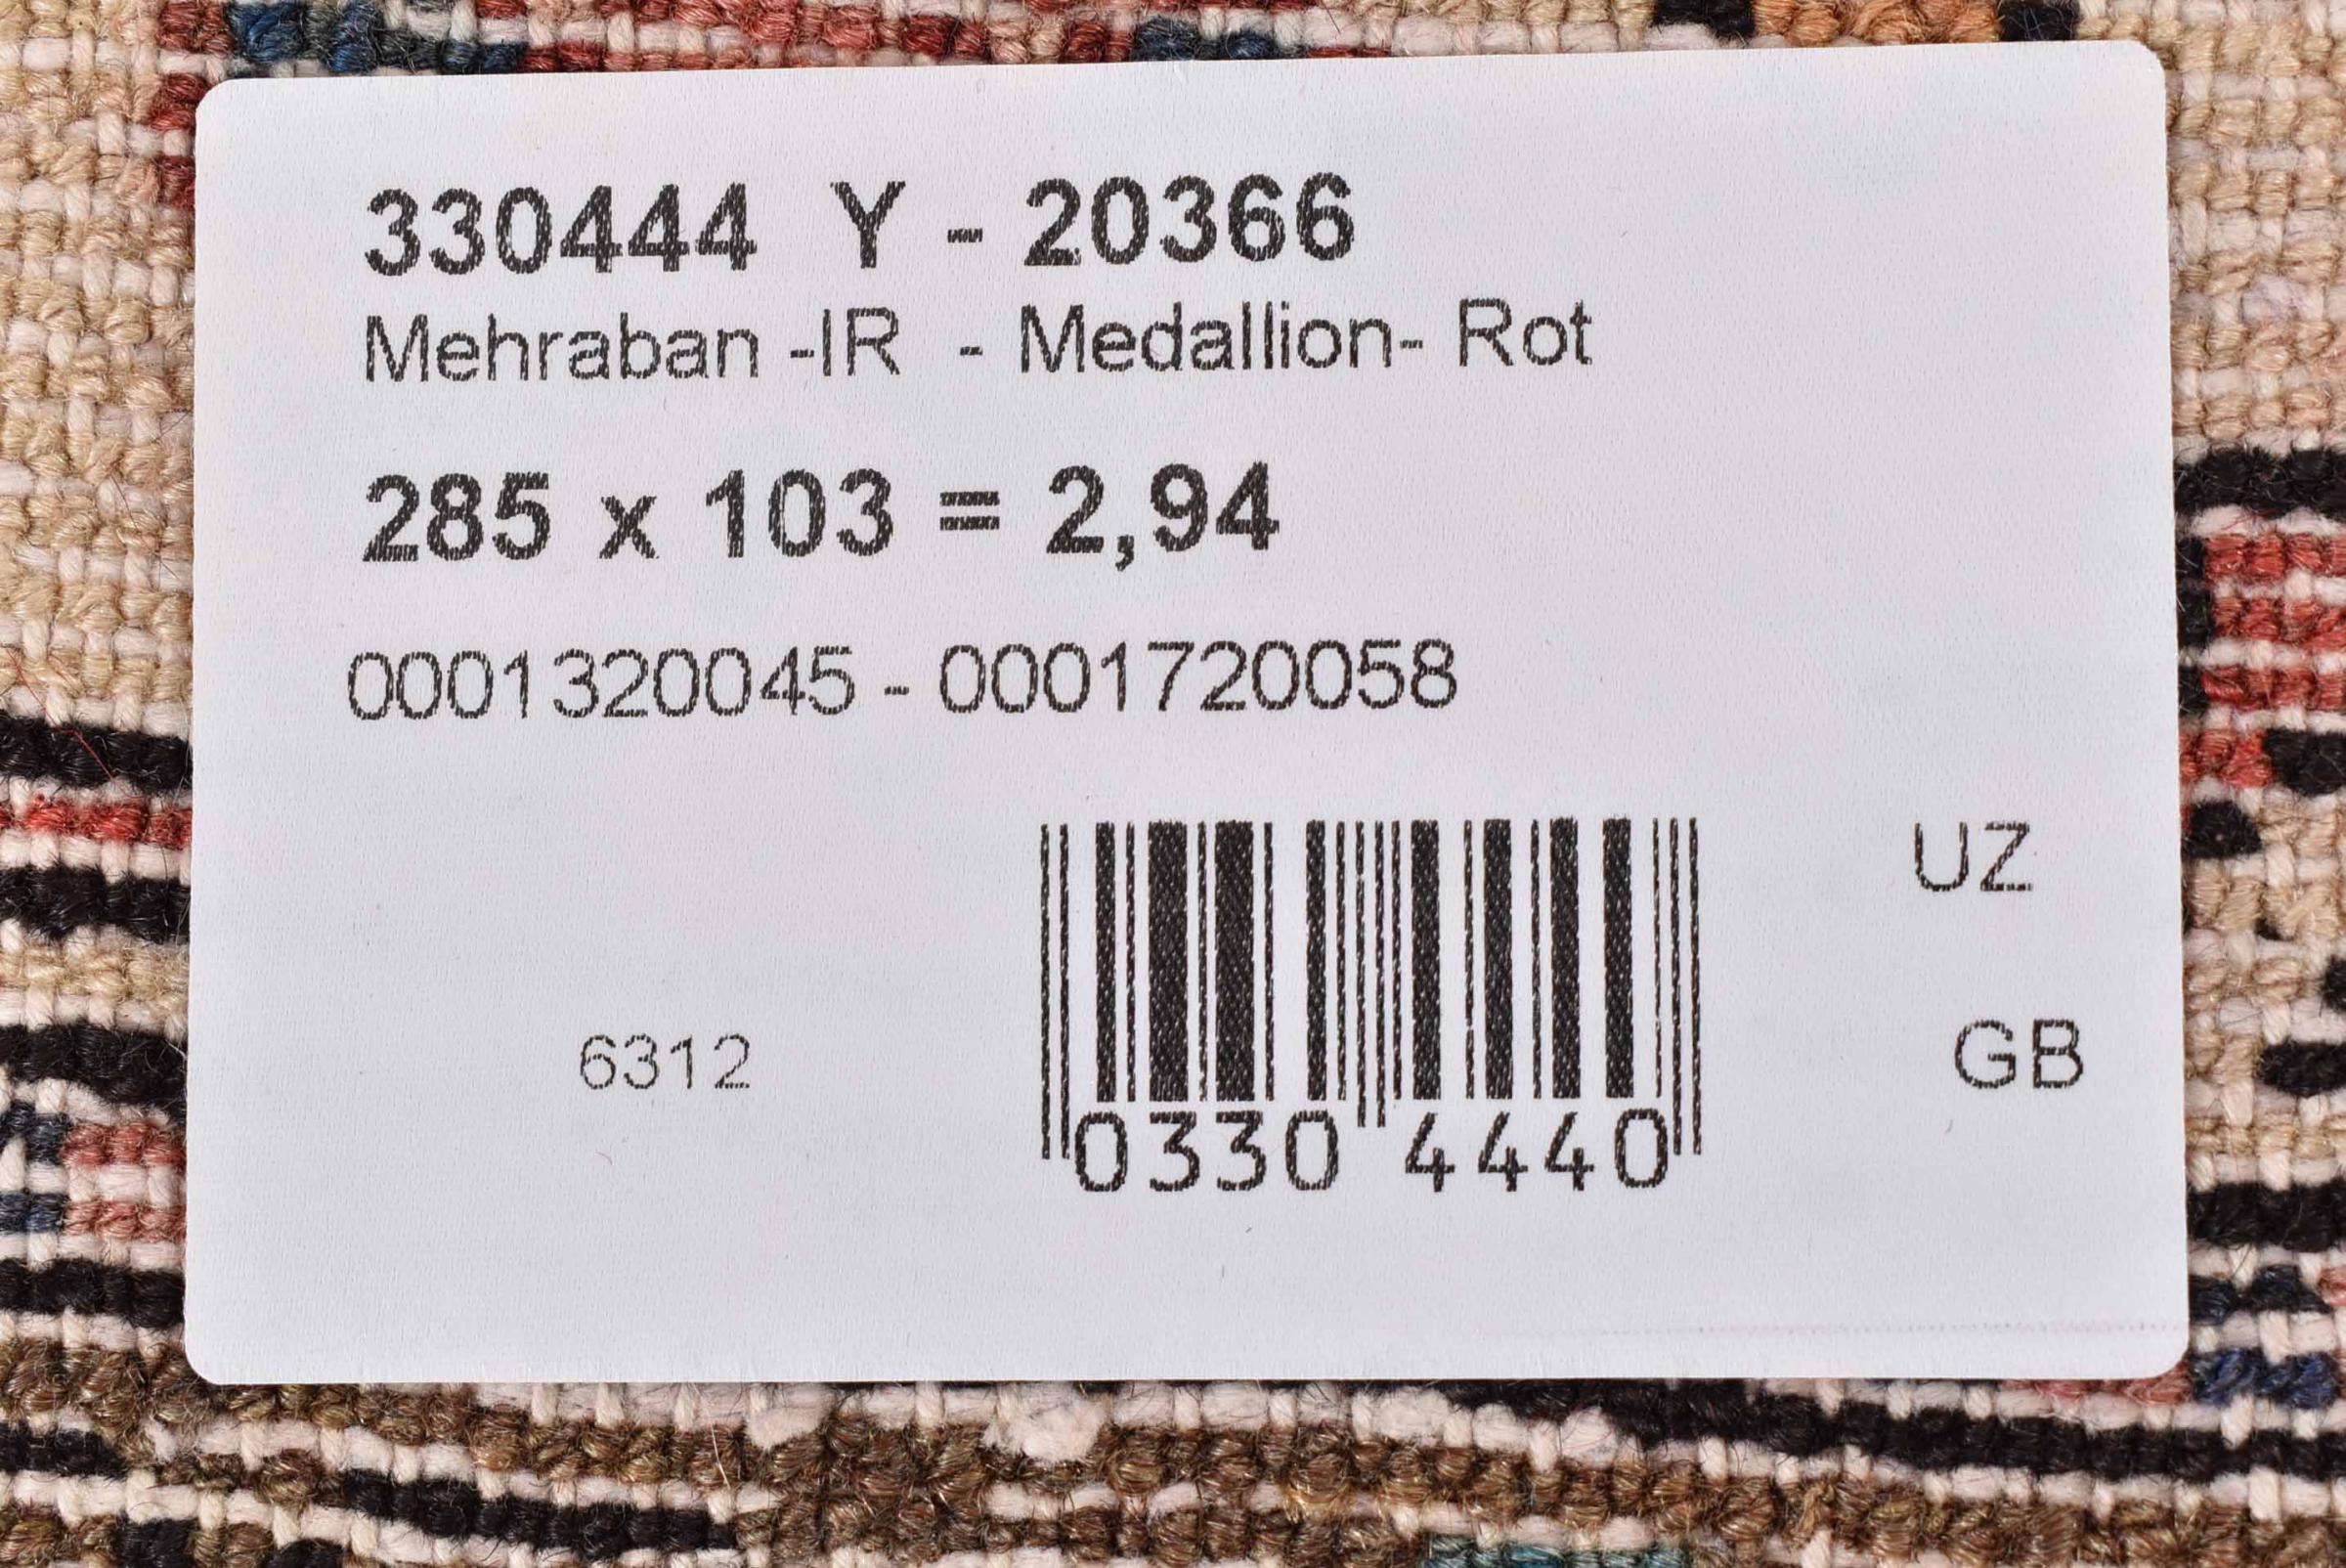 330444 Y - 20366
Mehraban -IR - Medallion- Rot
285 x 103 = 2,94
0001320045 - 0001720058
UZ
6312
GB
0330 4440